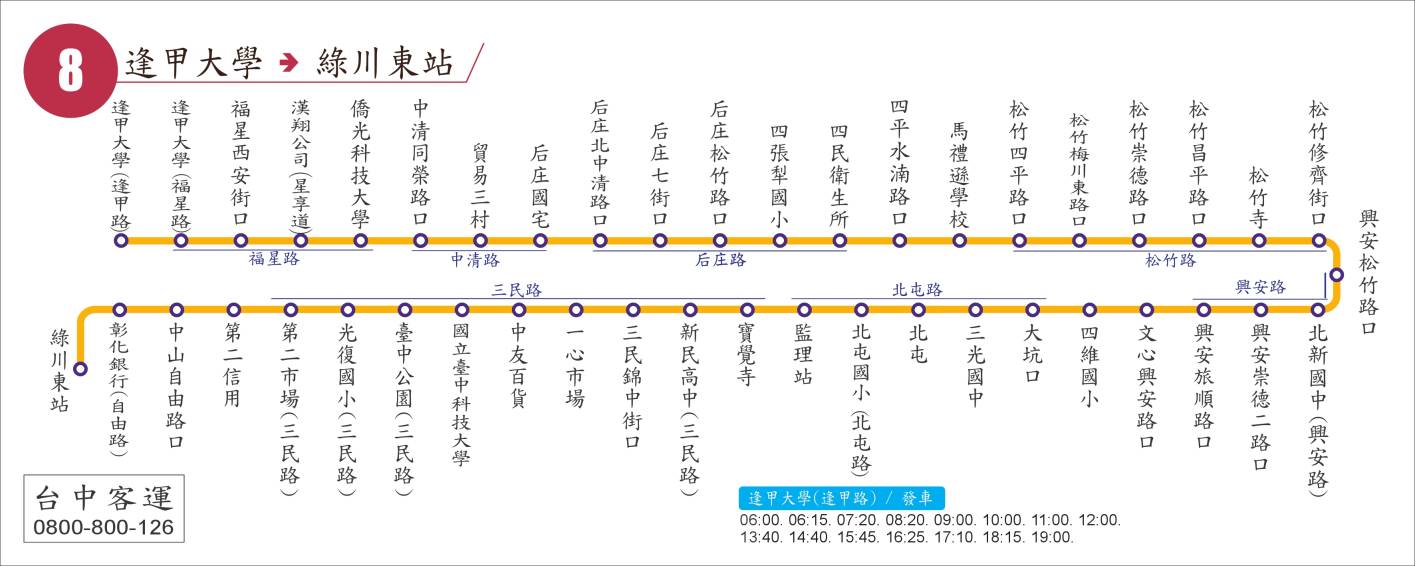 8
逢甲大學 → 綠川東站
逢甲大學(逢甲路)
逢甲大學(福星路)
福星西安街口
漢翔公司(星享道)
僑光科技大學
中清同榮路口
貿易三村
后庄國宅
后庄北中清路口
后庄七街口
后庄松竹路口
四張犁國小
四民衛生所
四平水湳路口
馬禮遜學校
松竹四平路口
松竹梅川東路口
松竹崇德路口
松竹昌平路口
松竹寺
松竹修齊街口
興安松竹路口
福星路
中清路
后庄路
松竹路
三民路
北屯路
興安路
綠川東站
彰化銀行(自由路)
中山自由路口
第二信用
第二市場(三民路)
光復國小(三民路)
臺中公園(三民路)
國立臺中科技大學
中友百貨
一心市場
三民錦中街口
新民高中(三民路)
寶覺寺
監理站
北屯國小(北屯路)
北屯
三光國中
大坑口
四維國小
文心興安路口
興安旅順路口
興安崇德二路口
北新國中(興安路)
台中客運
0800-800-126
逢甲大學(逢甲路) / 發車
06:00. 06:15. 07:20. 08:20. 09:00. 10:00. 11:00. 12:00.
13:40. 14:40. 15:45. 16:25. 17:10. 18:15. 19:00.